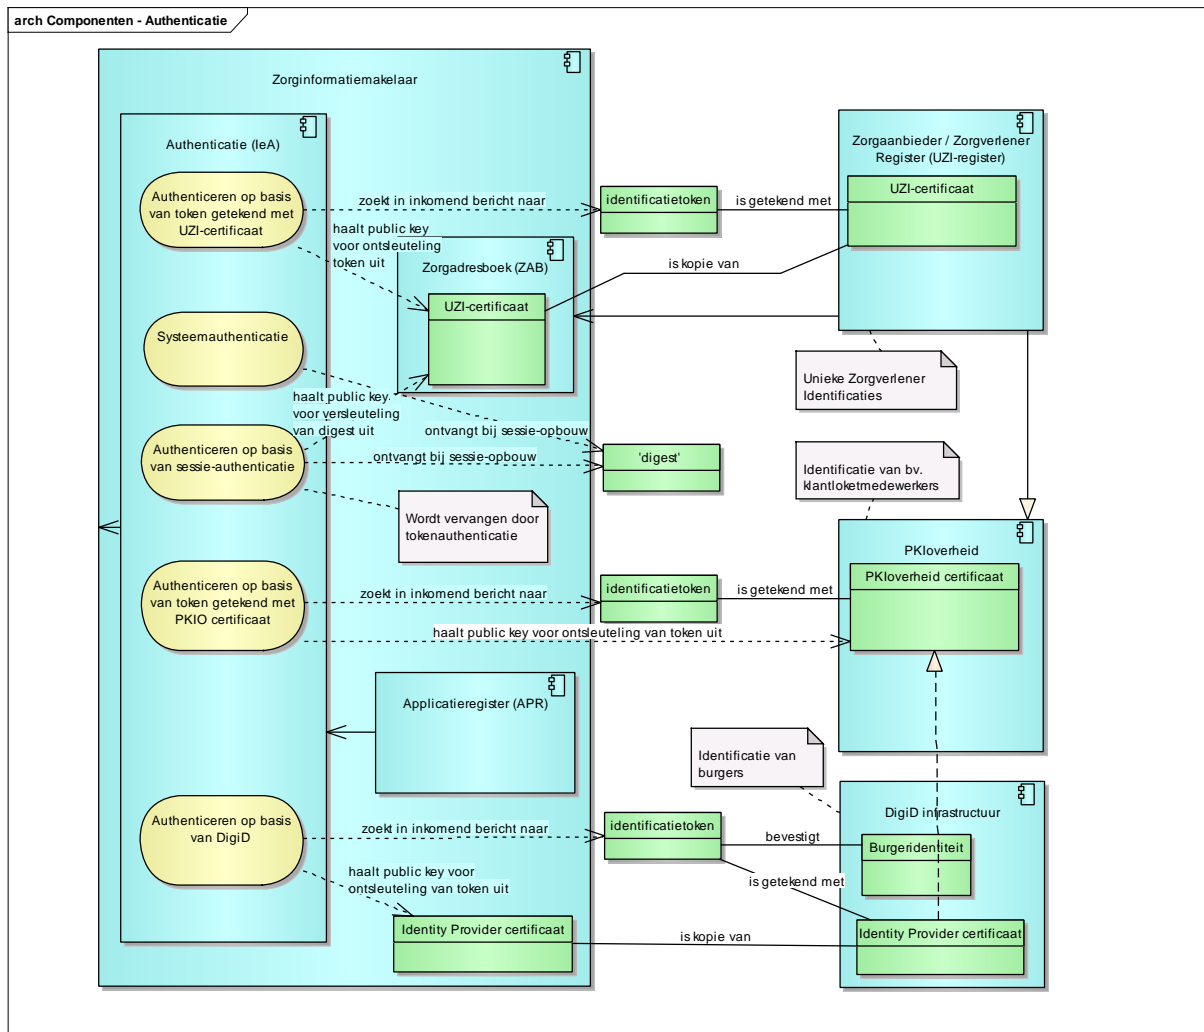 arch Componenten - Authenticatie
Zorginformatiemakelaar
Authenticatie (IeA)
Authenticeren op basis
van token getekend met
UZI-certificaat
zoekt in inkomend bericht naar
identificatietoken
is getekend met
Zorgaanbieder / Zorgverlener
Register (UZI-register)
UZI-certificaat
haalt public key
voor ontsleuteling
token uit
Zorgadresboek (ZAB)
UZI-certificaat
is kopie van
Systeemauthenticatie
Unieke Zorgverlener
Identificaties
haalt public key
voor versleuteling
van digest uit
ontvangt bij sessie-opbouw
Authenticeren op basis
van sessie-authenticatie
ontvangt bij sessie-opbouw
'digest'
Identificatie van bv.
klantloketmedewerkers
Wordt vervangen door
tokenauthenticatie
PKIoverheid
PKIoverheid certificaat
Authenticeren op basis
van token getekend met
PKIO certificaat
zoekt in inkomend bericht naar
identificatietoken
is getekend met
haalt public key voor ontsleuteling van token uit
Applicatieregister (APR)
Identificatie van
burgers
DigiD infrastructuur
Authenticeren op basis
van DigiD
zoekt in inkomend bericht naar
identificatietoken
bevestigt
Burgeridentiteit
haalt public key voor
ontsleuteling van token uit
is getekend met
Identity Provider certificaat
is kopie van
Identity Provider certificaat